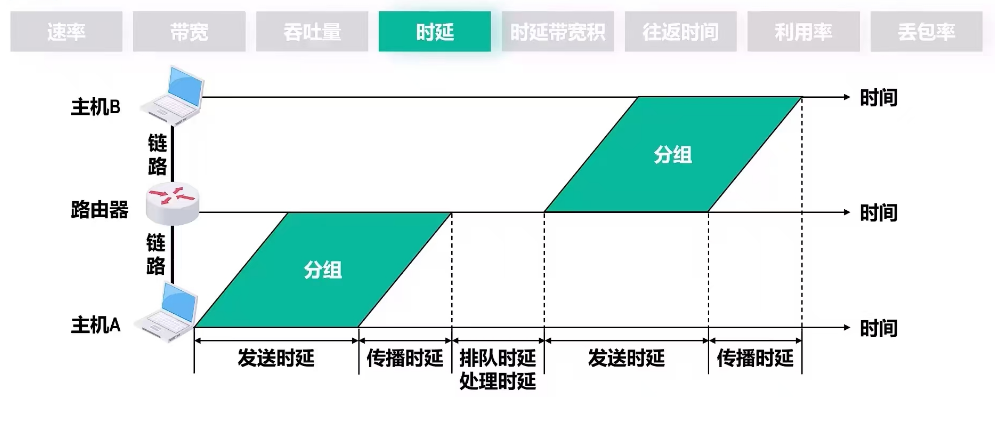 速率 带宽 吞吐量 时延 时延带宽积 往返时间 利用率 丢包率
主机B
时间
链路
分组
路由器
时间
链路
分组
主机A
时间
发送时延 传播时延 排队时延 发送时延 传播时延
处理时延